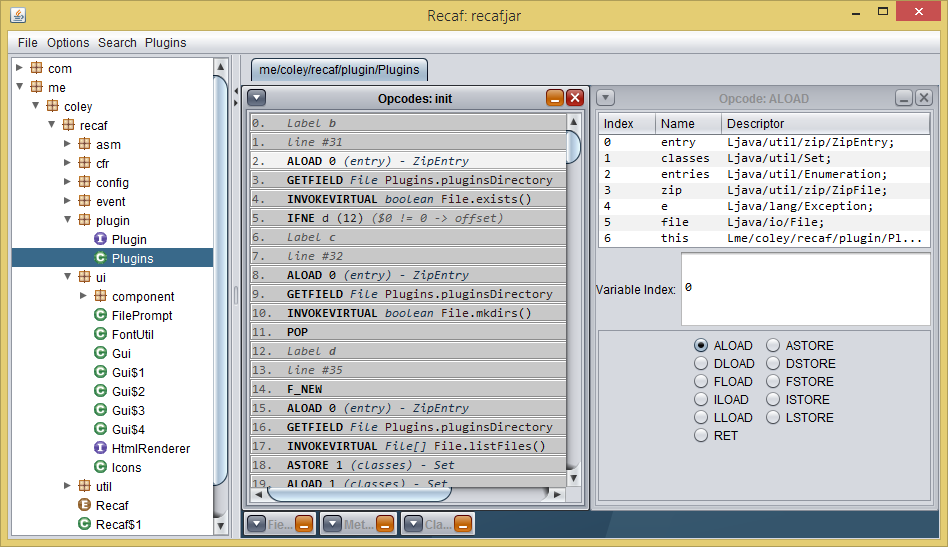 Recaf: recaf.jar
File Options Search Plugins
com
me
coley
recaf
asm
cfr
config
event
plugin
Plugin
Plugins
ui
component
FilePrompt
FontUtil
Gui
Gui$1
Gui$2
Gui$3
Gui$4
HtmlRenderer
Icons
util
Recaf
Recaf$1
me/coley/recaf/plugin/Plugins
Opcodes: init
0. Label b
1. line #31
2. ALOAD 0 (entry) - ZipEntry
3. GETFIELD File Plugins.pluginsDirectory
4. INVOKEVIRTUAL boolean File.exists()
5. IFNE d (12) ($0 != 0 -> offset)
6. Label c
7. line #32
8. ALOAD 0 (entry) - ZipEntry
9. GETFIELD File Plugins.pluginsDirectory
10. INVOKEVIRTUAL boolean File.mkdirs()
11. POP
12. Label d
13. line #35
14. F_NEW
15. ALOAD 0 (entry) - ZipEntry
16. GETFIELD File Plugins.pluginsDirectory
17. INVOKEVIRTUAL File[] File.listFiles()
18. ASTORE 1 (classes) - Set
19. ALOAD 1 (classes) - Set
Opcode: ALOAD
Index Name Descriptor
0 entry Ljava/util/zip/ZipEntry;
1 classes Ljava/util/Set;
2 entries Ljava/util/Enumeration;
3 zip Ljava/util/zip/ZipFile;
4 e Ljava/lang/Exception;
5 file Ljava/io/File;
6 this Lme/coley/recaf/plugin/Pl...
Variable Index: 0
ALOAD ASTORE
DLOAD DSTORE
FLOAD FSTORE
ILOAD ISTORE
LLOAD LSTORE
RET
Fie... Met... Cla...